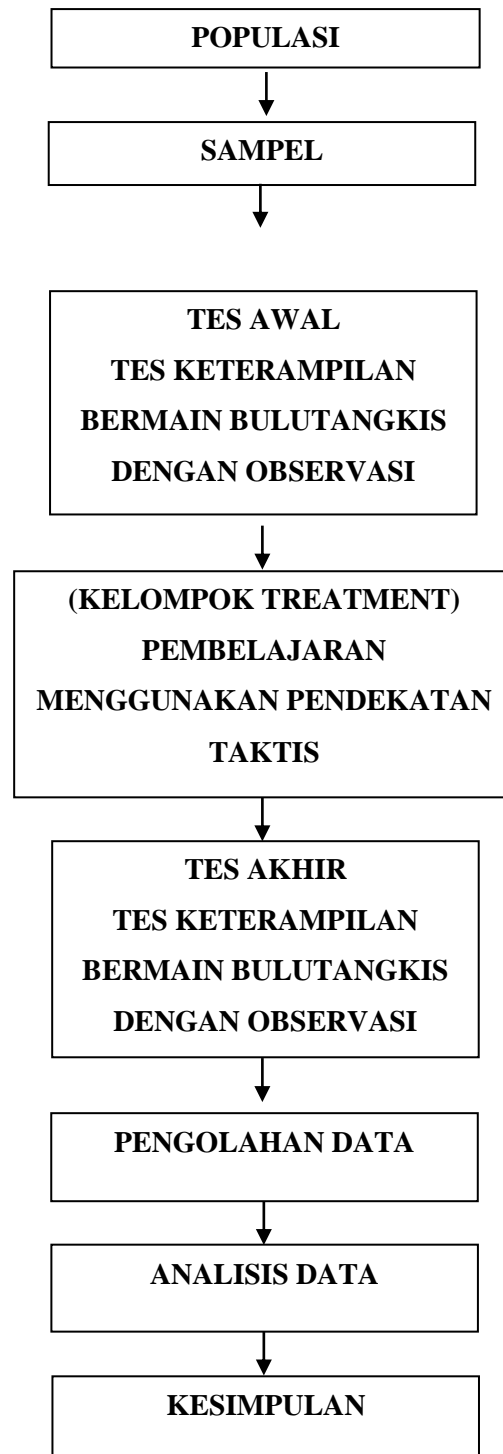 POPULASI
SAMPEL
TES AWAL
TES KETERAMPILAN
BERMAIN BULUTANGKIS
DENGAN OBSERVASI
(KELOMPOK TREATMENT)
PEMBELAJARAN
MENGGUNAKAN PENDEKATAN
TAKTIS
TES AKHIR
TES KETERAMPILAN
BERMAIN BULUTANGKIS
DENGAN OBSERVASI
PENGOLAHAN DATA
ANALISIS DATA
KESIMPULAN